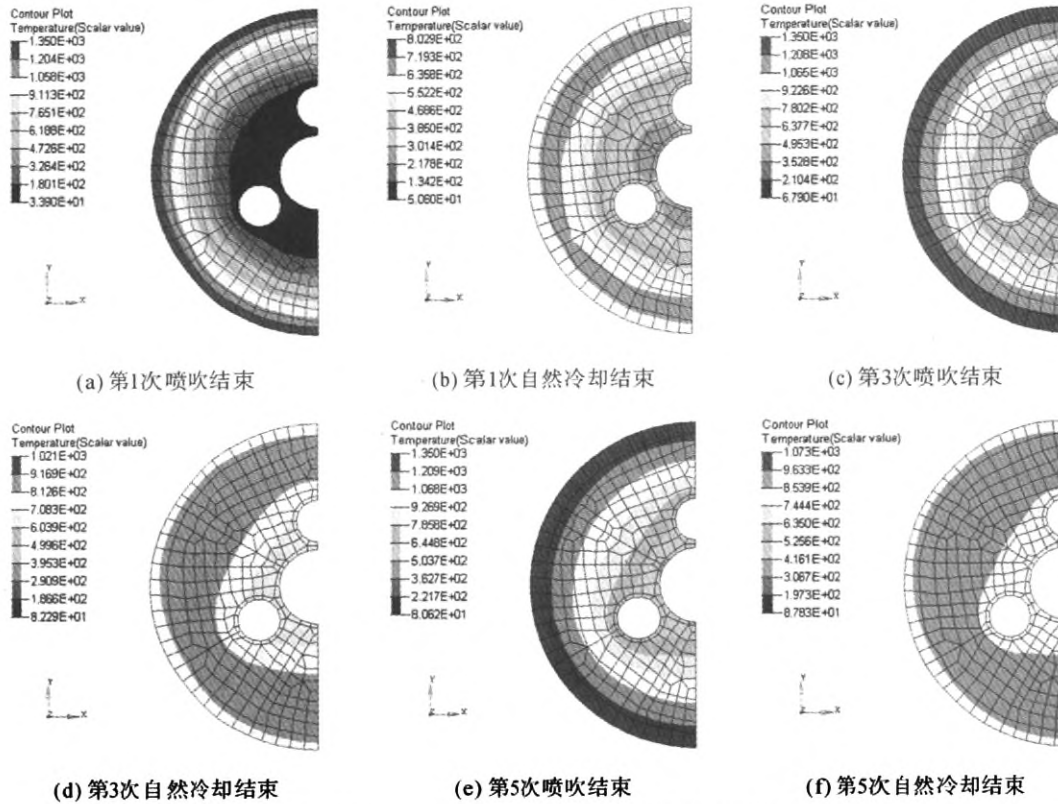 Contour Plot
Temperature(Scalar value)
1.350E+03
1.204E+03
1.058E+03
9.113E+02
7.651E+02
6.188E+02
4.726E+02
3.264E+02
1.801E+02
3.390E+01
Y
Z X
(a) 第1次喷吹结束
Contour Plot
Temperature(Scalar value)
8.029E+02
7.193E+02
6.358E+02
5.522E+02
4.686E+02
3.850E+02
3.014E+02
2.178E+02
1.342E+02
5.060E+01
Y
Z X
(b) 第1次自然冷却结束
Contour Plot
Temperature(Scalar value)
1.350E+03
1.208E+03
1.065E+03
9.226E+02
7.802E+02
6.377E+02
4.953E+02
3.528E+02
2.104E+02
6.790E+01
Y
Z X
(c) 第3次喷吹结束
Contour Plot
Temperature(Scalar value)
1.021E+03
9.169E+02
8.126E+02
7.083E+02
6.039E+02
4.996E+02
3.953E+02
2.909E+02
1.866E+02
8.229E+01
Y
Z X
(d) 第3次自然冷却结束
Contour Plot
Temperature(Scalar value)
1.350E+03
1.209E+03
1.068E+03
9.269E+02
7.858E+02
6.448E+02
5.037E+02
3.627E+02
2.217E+02
8.062E+01
Y
Z X
(e) 第5次喷吹结束
Contour Plot
Temperature(Scalar value)
1.073E+03
9.633E+02
8.539E+02
7.444E+02
6.350E+02
5.256E+02
4.161E+02
3.067E+02
1.973E+02
8.783E+01
Y
Z X
(f) 第5次自然冷却结束